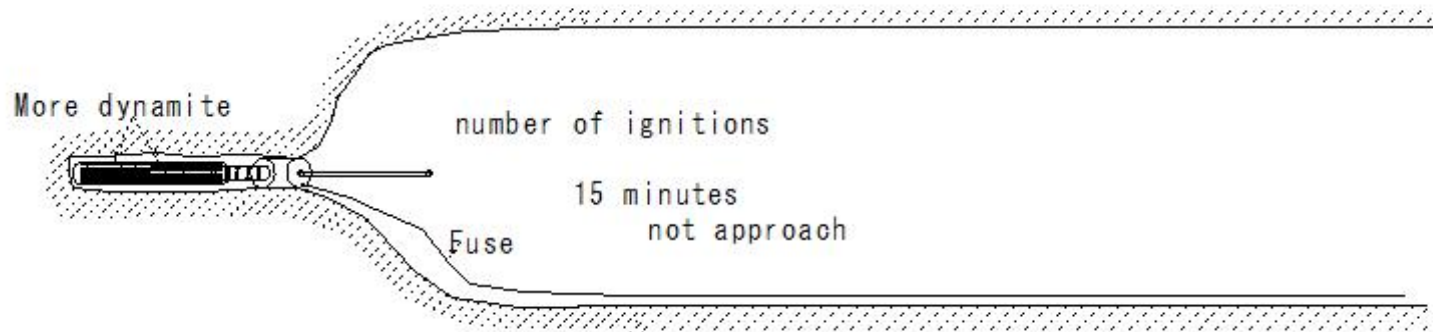 More dynamite
number of ignitions
15 minutes
not approach
Fuse